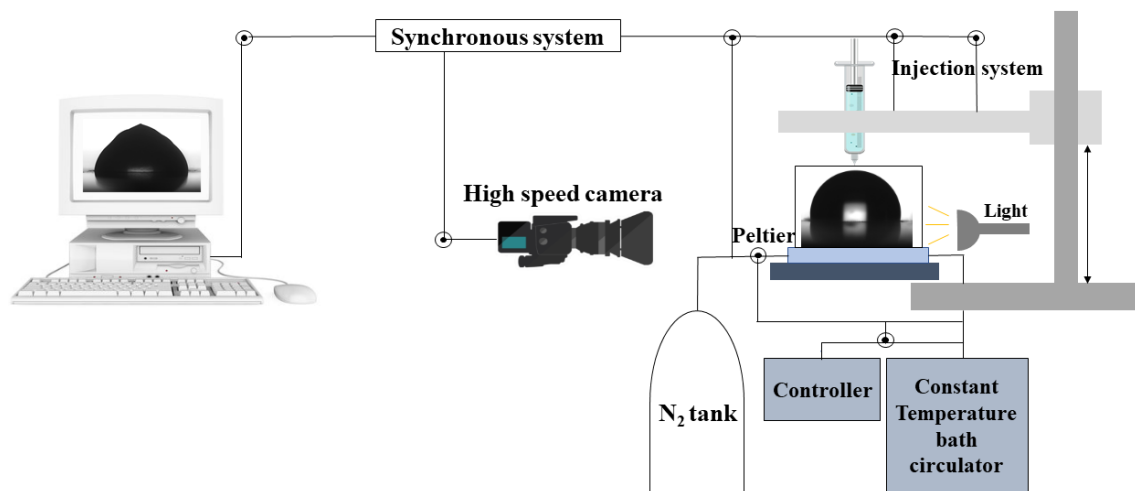 Synchronous system
Injection system
High speed camera
Light
Peltier
N₂ tank
Controller
Constant
Temperature
bath
circulator